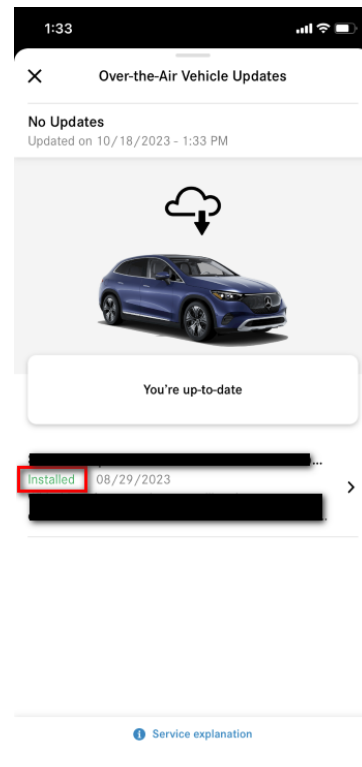 1:33
Over-the-Air Vehicle Updates
No Updates
Updated on 10/18/2023 - 1:33 PM
You're up-to-date
...
Installed 08/29/2023
Service explanation